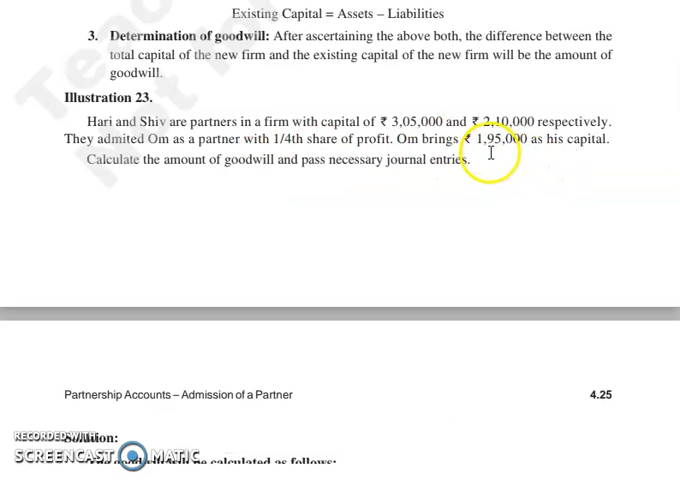 Existing Capital = Assets – Liabilities
3. Determination of goodwill: After ascertaining the above both, the difference between the
total capital of the new firm and the existing capital of the new firm will be the amount of
goodwill.
Illustration 23.
Hari and Shiv are partners in a firm with capital of ₹ 3,05,000 and ₹ 2,10,000 respectively.
They admited Om as a partner with 1/4th share of profit. Om brings ₹ 1,95,000 as his capital.
Calculate the amount of goodwill and pass necessary journal entries.
Partnership Accounts – Admission of a Partner 4.25
RECORDED WITH
Solution:
SCREENCAST MATIC
be calculated as follows: